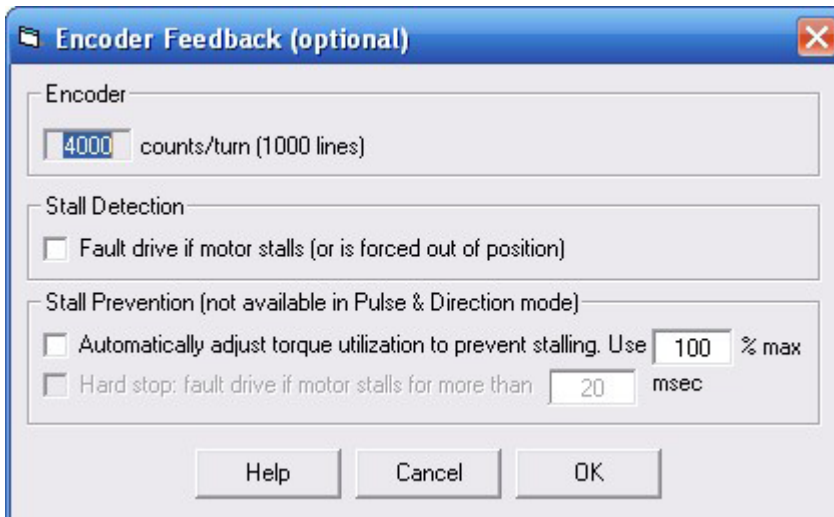 Encoder Feedback (optional)
Encoder
4000 counts/turn (1000 lines)
Stall Detection
Fault drive if motor stalls (or is forced out of position)
Stall Prevention (not available in Pulse & Direction mode)
Automatically adjust torque utilization to prevent stalling. Use 100 % max
Hard stop: fault drive if motor stalls for more than 20 msec
Help Cancel OK